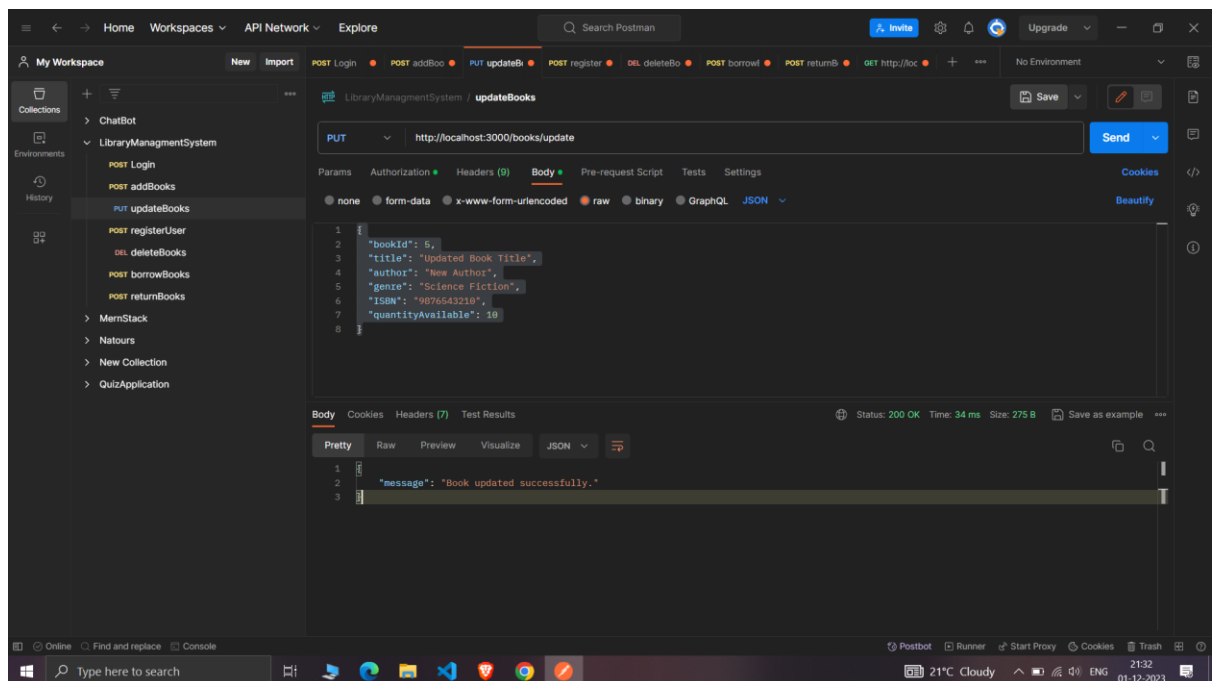 Home Workspaces API Network Explore Search Postman Invite Upgrade
My Workspace New Import POST Login POST addBoo PUT updateB POST register DEL deleteBo POST borrowl POST returnB GET http://loc No Environment
Collections
Environments
History
ChatBot
LibraryManagmentSystem
POST Login
POST addBooks
PUT updateBooks
POST registerUser
DEL deleteBooks
POST borrowBooks
POST returnBooks
MernStack
Natours
New Collection
QuizApplication
HTTP LibraryManagmentSystem / updateBooks Save
PUT http://localhost:3000/books/update Send
Params Authorization Headers (9) Body Pre-request Script Tests Settings Cookies
none form-data x-www-form-urlencoded raw binary GraphQL JSON Beautify
1 {
2 "bookId": 5,
3 "title": "Updated Book Title",
4 "author": "New Author",
5 "genre": "Science Fiction",
6 "ISBN": "9876543210",
7 "quantityAvailable": 10
8 }
Body Cookies Headers (7) Test Results Status: 200 OK Time: 34 ms Size: 275 B Save as example
Pretty Raw Preview Visualize JSON
1 {
2 "message": "Book updated successfully."
3 }
Online Find and replace Console Postbot Runner Start Proxy Cookies Trash
Type here to search 21°C Cloudy ENG 21:32
01-12-2023